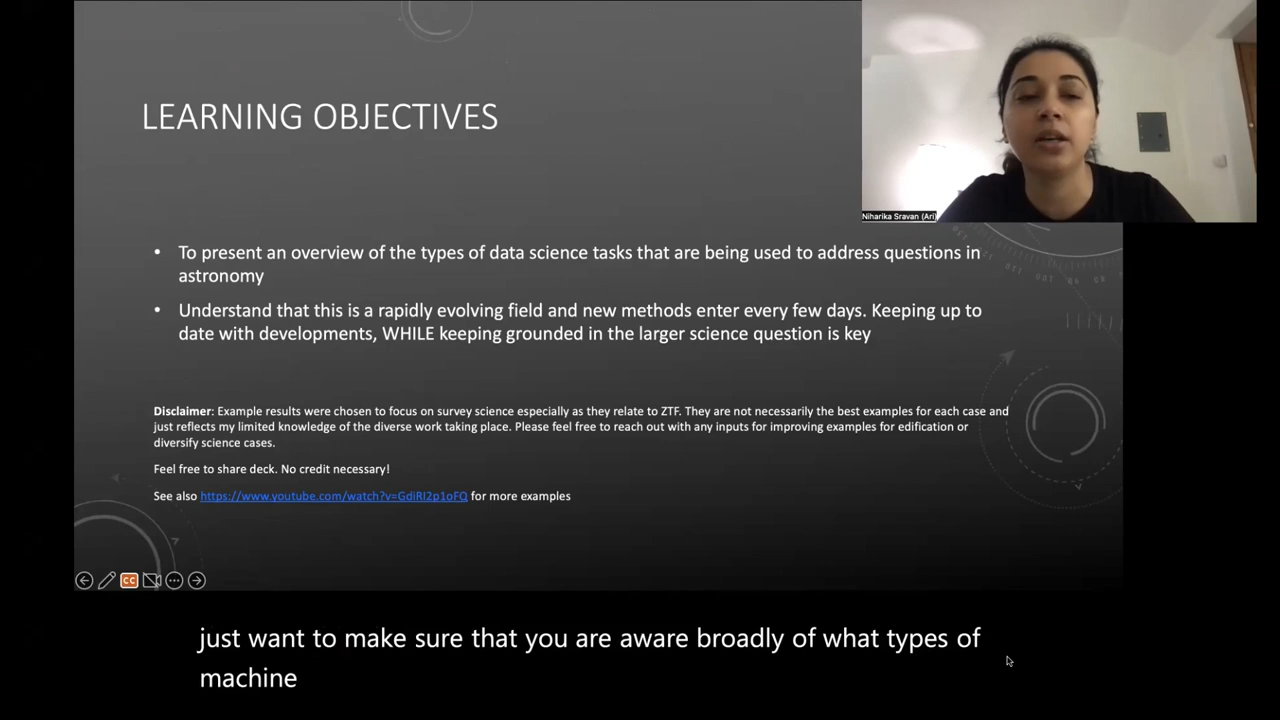 LEARNING OBJECTIVES
Niharika Sravan (Ari)
• To present an overview of the types of data science tasks that are being used to address questions in
astronomy
• Understand that this is a rapidly evolving field and new methods enter every few days. Keeping up to
date with developments, WHILE keeping grounded in the larger science question is key
Disclaimer: Example results were chosen to focus on survey science especially as they relate to ZTF. They are not necessarily the best examples for each case and
just reflects my limited knowledge of the diverse work taking place. Please feel free to reach out with any inputs for improving examples for edification or
diversify science cases.
Feel free to share deck. No credit necessary!
See also https://www.youtube.com/watch?v=GdiRI2p1oFQ for more examples
CC
just want to make sure that you are aware broadly of what types of
machine